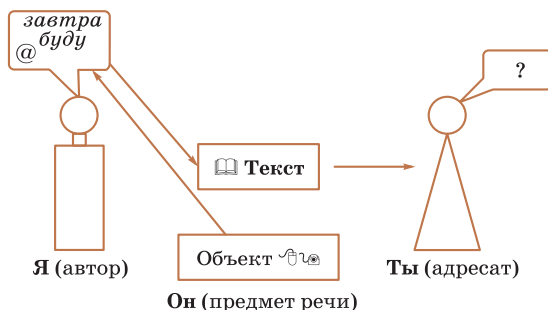 завтра
буду
@
?
Текст
Объект
Я (автор)
Ты (адресат)
Он (предмет речи)